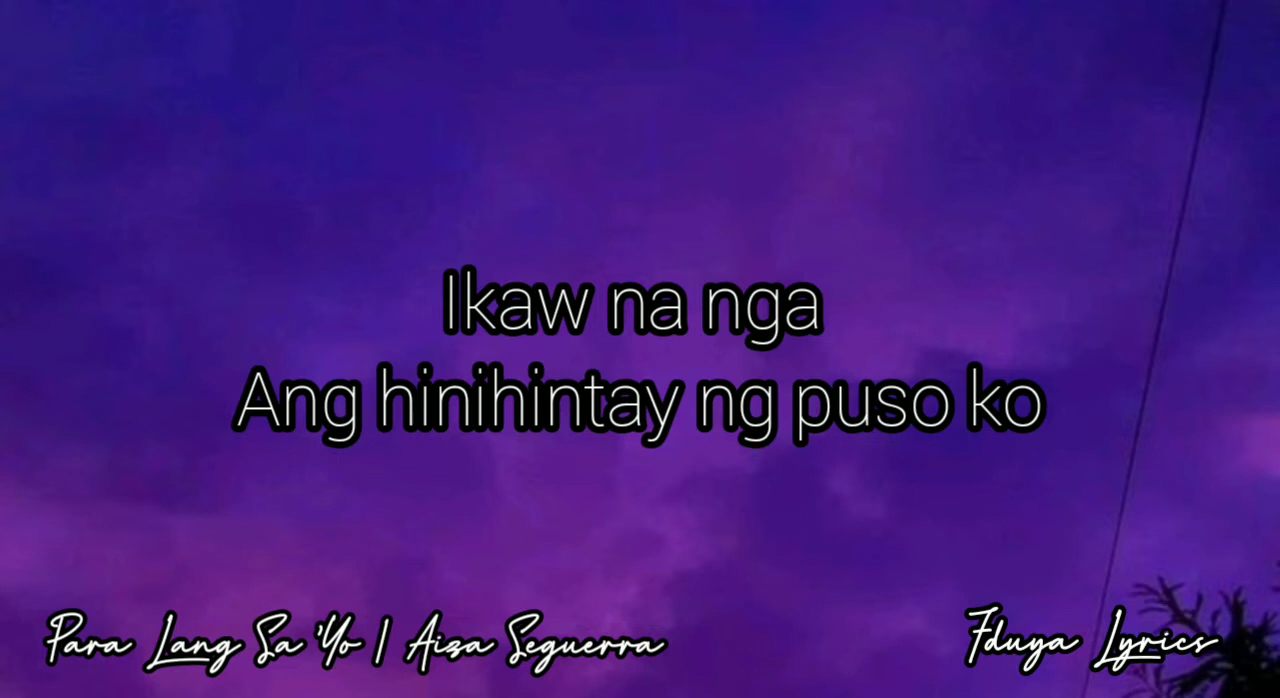 Ikaw na nga
Ang hinihintay ng puso ko
Para Lang Sa 'Yo | Aiza Seguerra
Fduya Lyrics